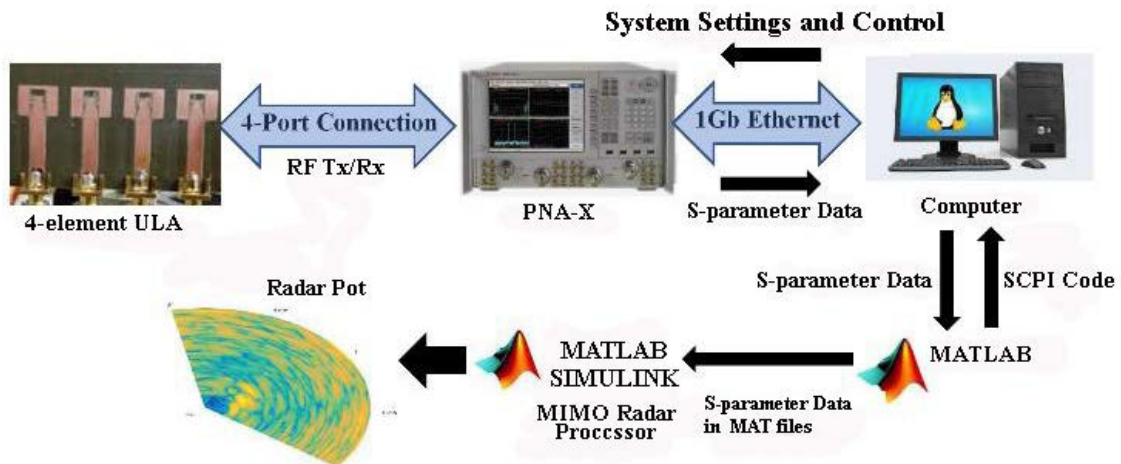 System Settings and Control
4-Port Connection
1Gb Ethernet
RF Tx/Rx
PNA-X
S-parameter Data
Computer
4-element ULA
S-parameter Data
SCPI Code
Radar Pot
MATLAB
SIMULINK
MATLAB
MIMO Radar
Proccssor
S-parameter Data
in MAT files